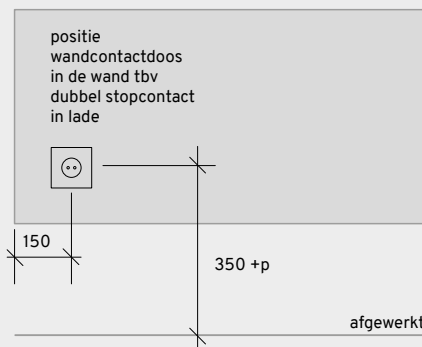 positie
wandcontactdoos
in de wand tbv
dubbel stopcontact
in lade
150
350 +p
afgewerkt